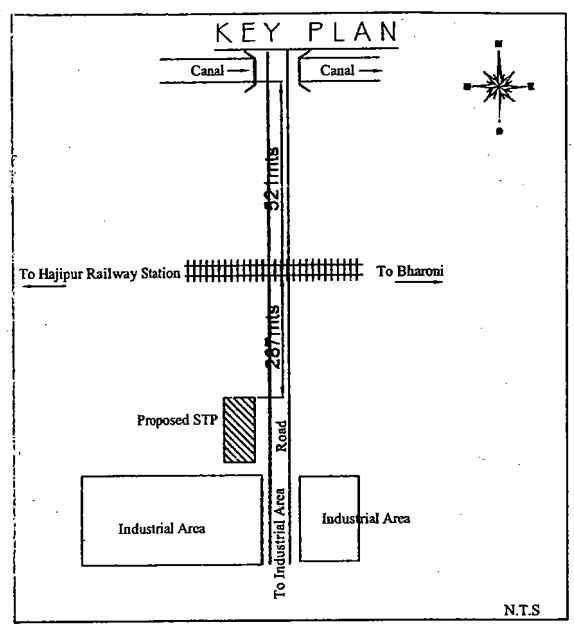 KEY PLAN
Canal
Canal
N
E
521mts
To Hajipur Railway Station
To Bharoni
287mts
Proposed STP
Road
To Industrial Area
Industrial Area
Industrial Area
N.T.S